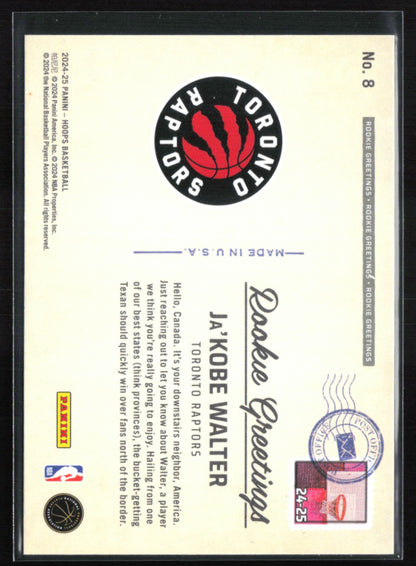 No. 8
ROOKIE GREETINGS • ROOKIE GREETINGS • ROOKIE GREETINGS
TORONTO
RAPTORS
MADE IN U.S.A.
POST OFFICE
24-25
Rookie Greetings
JA'KOBE WALTER
TORONTO RAPTORS
Hello, Canada. It's your downstairs neighbor, America.
Just reaching out to let you know about Walter, a player
we think you're really going to enjoy. Hailing from one
of our best states (think provinces), the bucket-getting
Texan should quickly win over fans north of the border.
2024-25 PANINI – HOOPS BASKETBALL
© 2024 Panini America, Inc. © 2024 NBA Properties, Inc.
© 2024 the National Basketball Players Association. All rights reserved.
PANINI
NBA